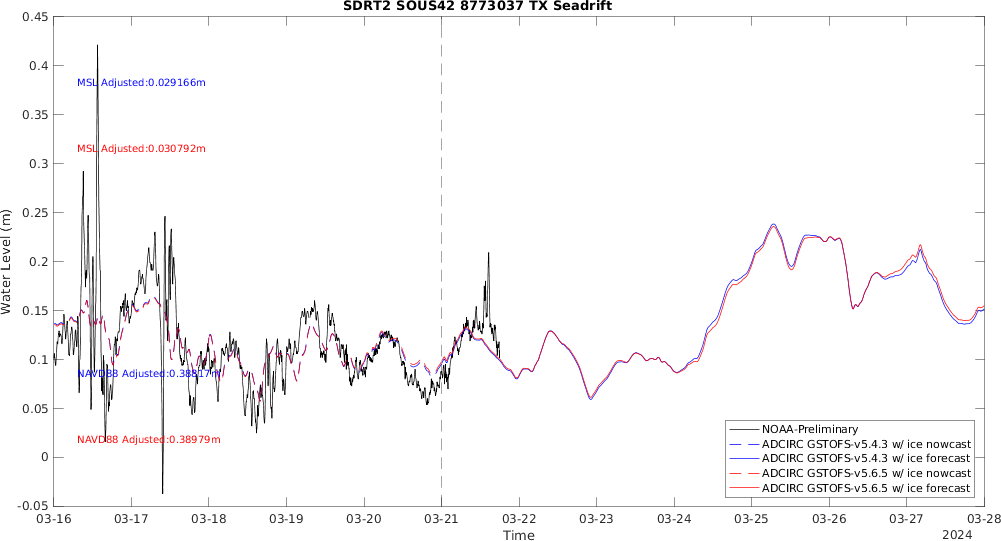 SDRT2 SOUS42 8773037 TX Seadrift
0.45
0.4
0.35
0.3
0.25
0.2
0.15
0.1
0.05
0
-0.05
Water Level (m)
MSL Adjusted:0.029166m
MSL Adjusted:0.030792m
NAVD88 Adjusted:0.38817m
NAVD88 Adjusted:0.38979m
NOAA-Preliminary
ADCIRC GSTOFS-v5.4.3 w/ ice nowcast
ADCIRC GSTOFS-v5.4.3 w/ ice forecast
ADCIRC GSTOFS-v5.6.5 w/ ice nowcast
ADCIRC GSTOFS-v5.6.5 w/ ice forecast
03-16 03-17 03-18 03-19 03-20 03-21 03-22 03-23 03-24 03-25 03-26 03-27 03-28
Time
2024